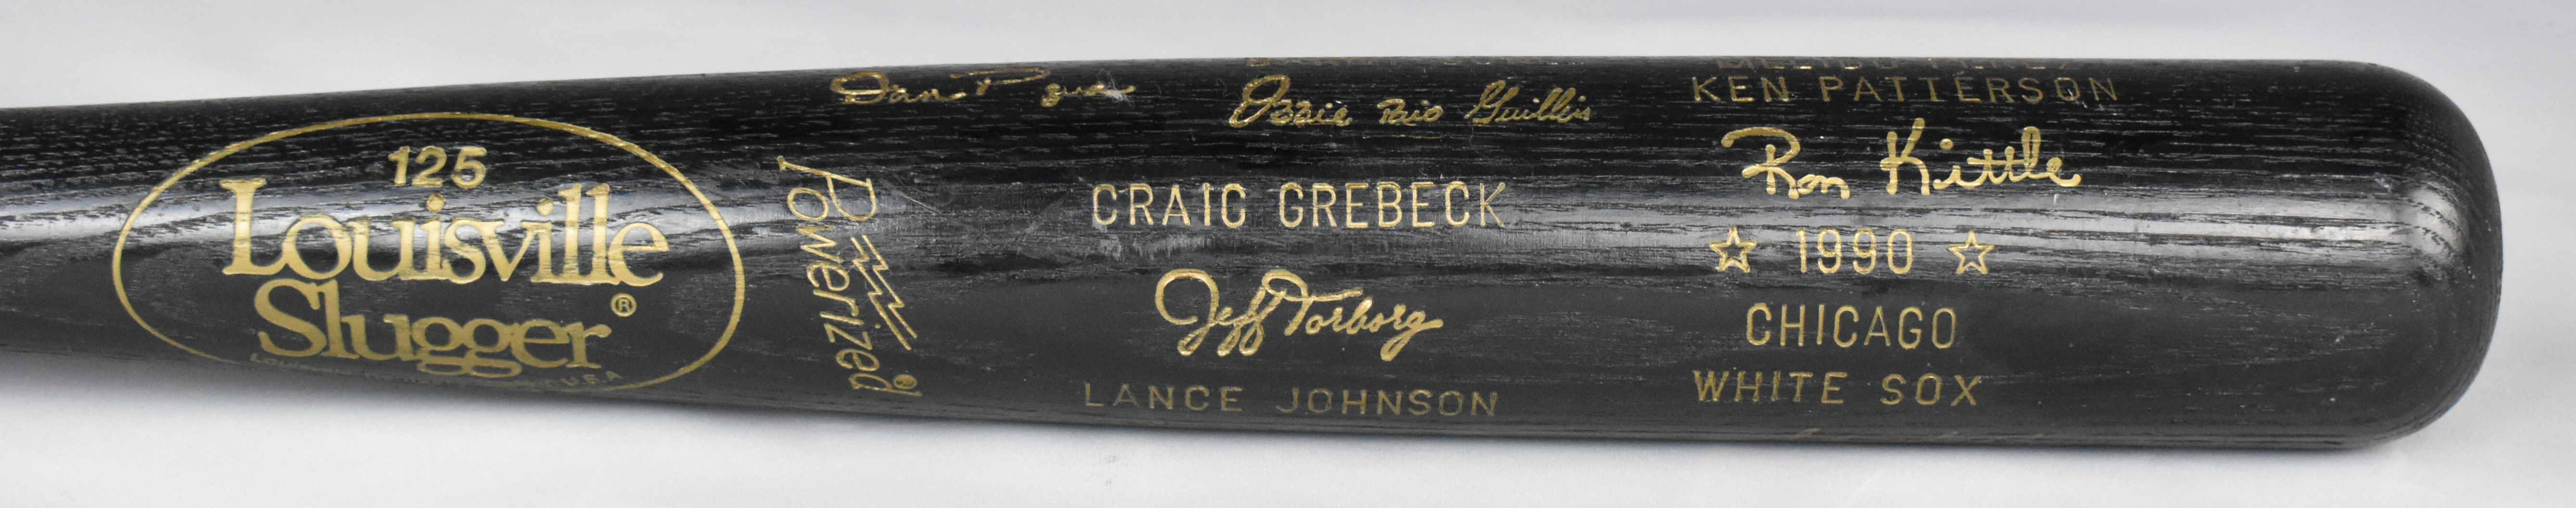 125
Louisville
Slugger®
Powerized®
Ozzie Guillen
CRAIG GREBECK
Jeff Torborg
LANCE JOHNSON
KEN PATTERSON
Ron Kittle
☆ 1990 ☆
CHICAGO
WHITE SOX